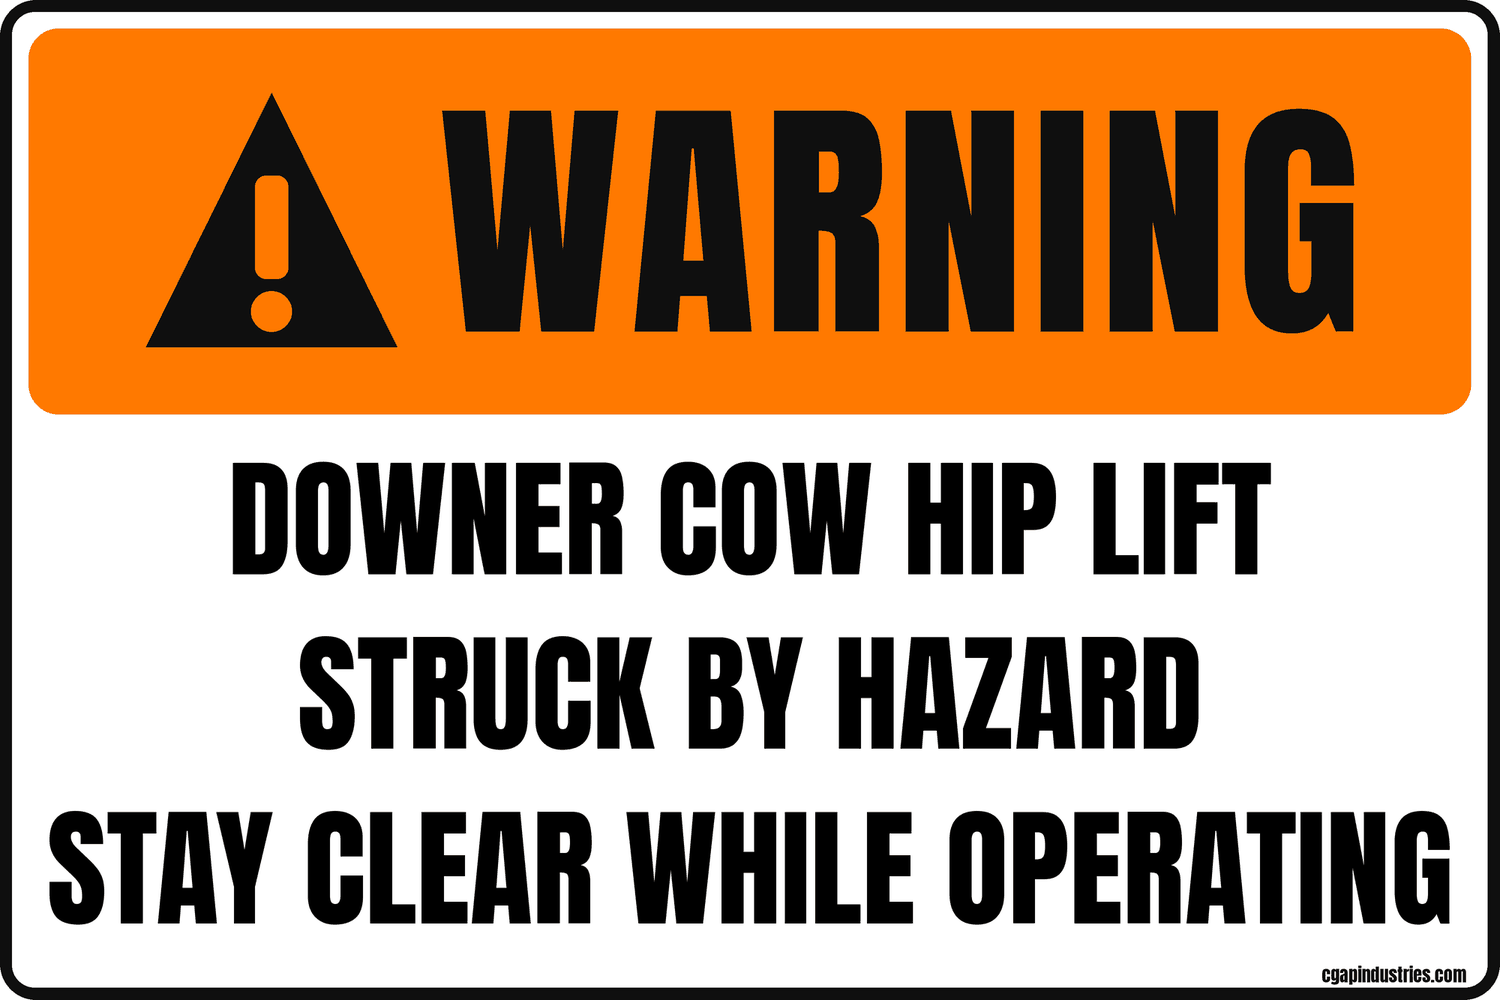 WARNING
DOWNER COW HIP LIFT
STRUCK BY HAZARD
STAY CLEAR WHILE OPERATING
cgapindustries.com